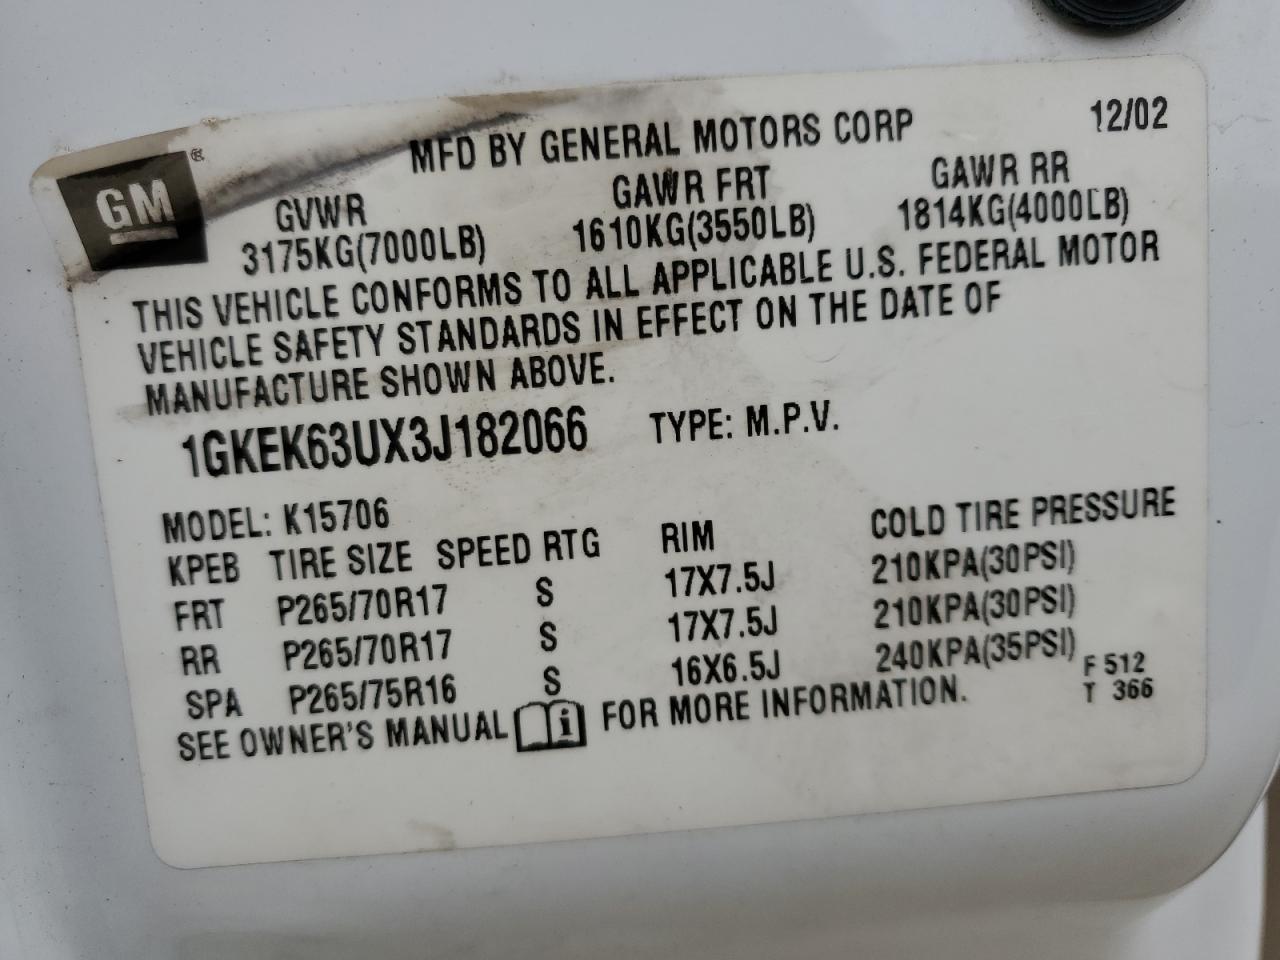 12/02
MFD BY GENERAL MOTORS CORP
GM ®
GVWR GAWR FRT GAWR RR
3175KG(7000LB) 1610KG(3550LB) 1814KG(4000LB)
THIS VEHICLE CONFORMS TO ALL APPLICABLE U.S. FEDERAL MOTOR
VEHICLE SAFETY STANDARDS IN EFFECT ON THE DATE OF
MANUFACTURE SHOWN ABOVE.
1GKEK63UX3J182066 TYPE: M.P.V.
MODEL: K15706
KPEB TIRE SIZE SPEED RTG RIM COLD TIRE PRESSURE
FRT P265/70R17 S 17X7.5J 210KPA(30PSI)
RR P265/70R17 S 17X7.5J 210KPA(30PSI)
SPA P265/75R16 S 16X6.5J 240KPA(35PSI)
SEE OWNER'S MANUAL i FOR MORE INFORMATION.
F 512
T 366